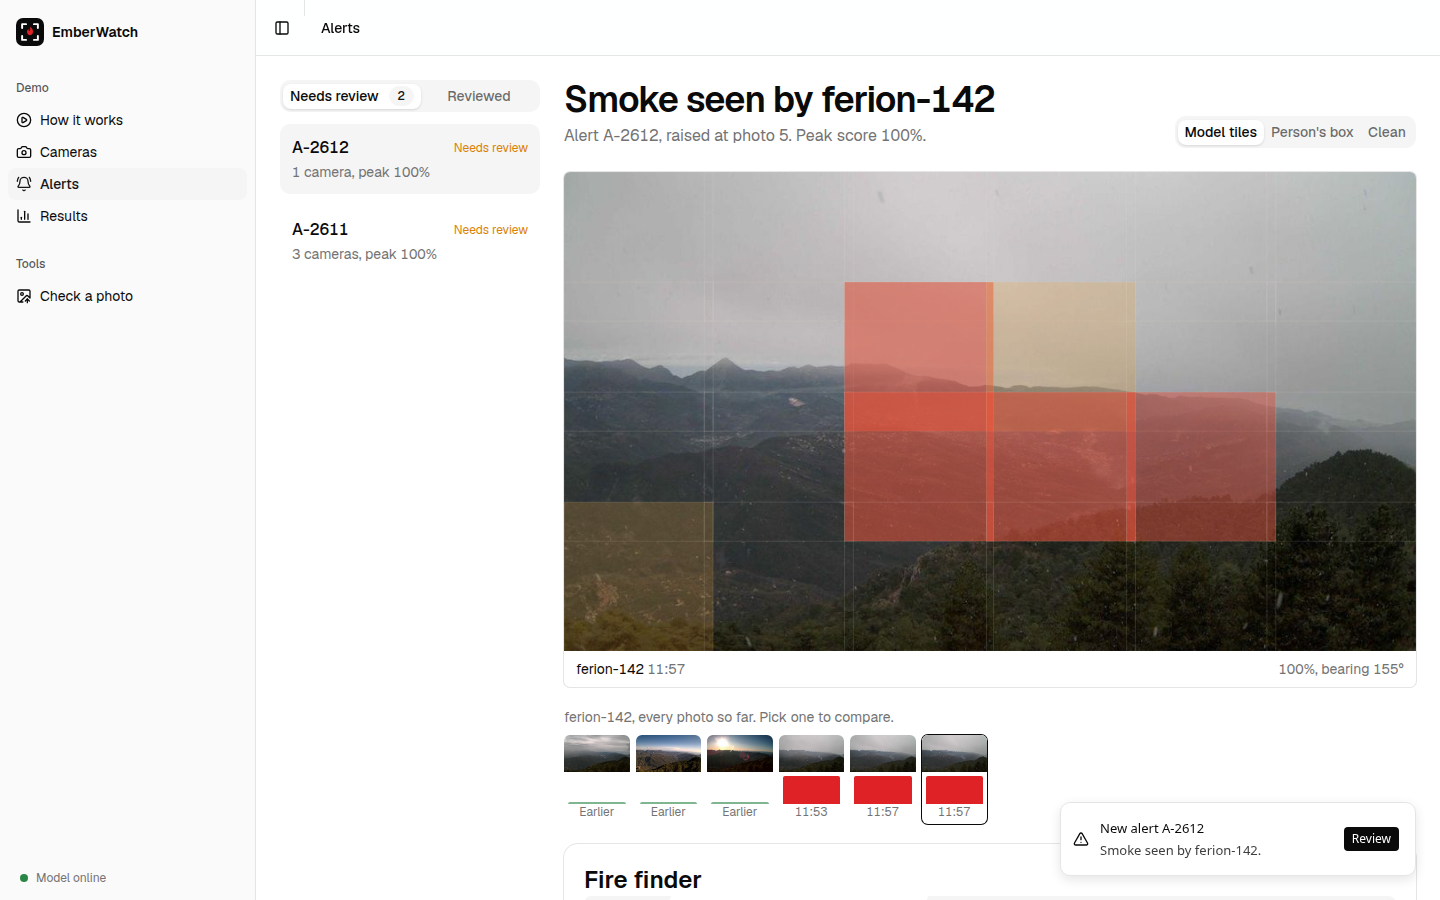 EmberWatch
Demo
How it works
Cameras
Alerts
Results
Tools
Check a photo
Model online
Alerts
Needs review 2
Reviewed
A-2612
Needs review
1 camera, peak 100%
A-2611
Needs review
3 cameras, peak 100%
Smoke seen by ferion-142
Alert A-2612, raised at photo 5. Peak score 100%.
Model tiles
Person's box
Clean
ferion-142 11:57
100%, bearing 155°
ferion-142, every photo so far. Pick one to compare.
Earlier
Earlier
Earlier
11:53
11:57
11:57
Fire finder
New alert A-2612
Smoke seen by ferion-142.
Review